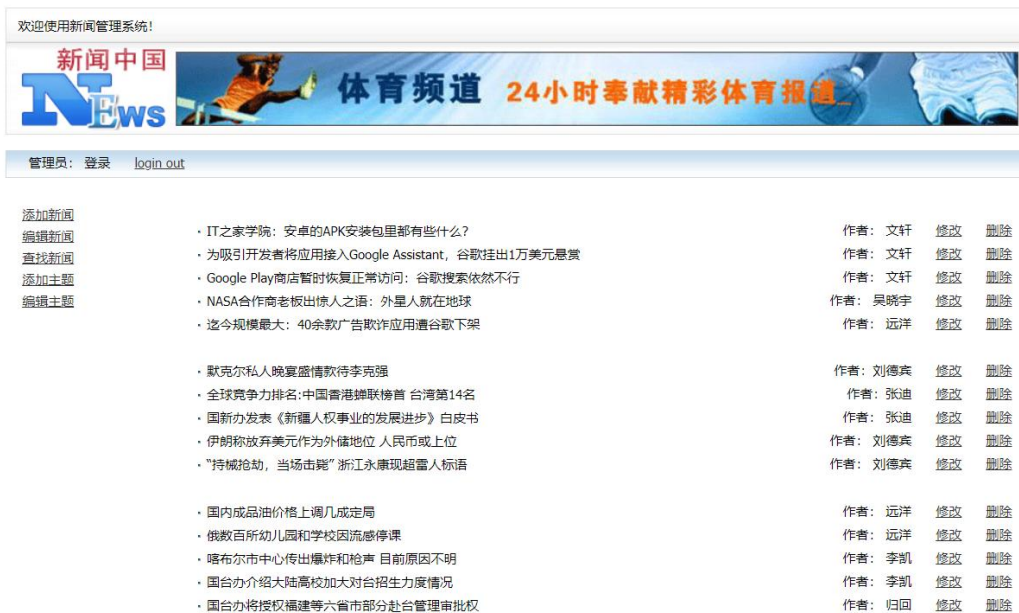 欢迎使用新闻管理系统!
新闻中国
NEws
体育频道 24小时奉献精彩体育报道_
管理员: 登录 login out
添加新闻
编辑新闻
查找新闻
添加主题
编辑主题
· IT之家学院：安卓的APK安装包里都有些什么? 作者： 文轩 修改 删除
· 为吸引开发者将应用接入Google Assistant，谷歌挂出1万美元悬赏 作者： 文轩 修改 删除
· Google Play商店暂时恢复正常访问：谷歌搜索依然不行 作者： 文轩 修改 删除
· NASA合作商老板出惊人之语：外星人就在地球 作者： 吴晓宇 修改 删除
· 迄今规模最大：40余款广告欺诈应用遭谷歌下架 作者： 远洋 修改 删除
· 默克尔私人晚宴盛情款待李克强 作者：刘德宾 修改 删除
· 全球竞争力排名:中国香港蝉联榜首 台湾第14名 作者：张迪 修改 删除
· 国新办发表《新疆人权事业的发展进步》白皮书 作者： 张迪 修改 删除
· 伊朗称放弃美元作为外储地位 人民币或上位 作者： 刘德宾 修改 删除
· “持械抢劫，当场击毙” 浙江永康现超雷人标语 作者： 刘德宾 修改 删除
· 国内成品油价格上调几成定局 作者： 远洋 修改 删除
· 俄数百所幼儿园和学校因流感停课 作者： 远洋 修改 删除
· 喀布尔市中心传出爆炸和枪声 目前原因不明 作者： 李凯 修改 删除
· 国台办介绍大陆高校加大对台招生力度情况 作者： 李凯 修改 删除
· 国台办将授权福建等六省市部分赴台管理审批权 作者： 归回 修改 删除